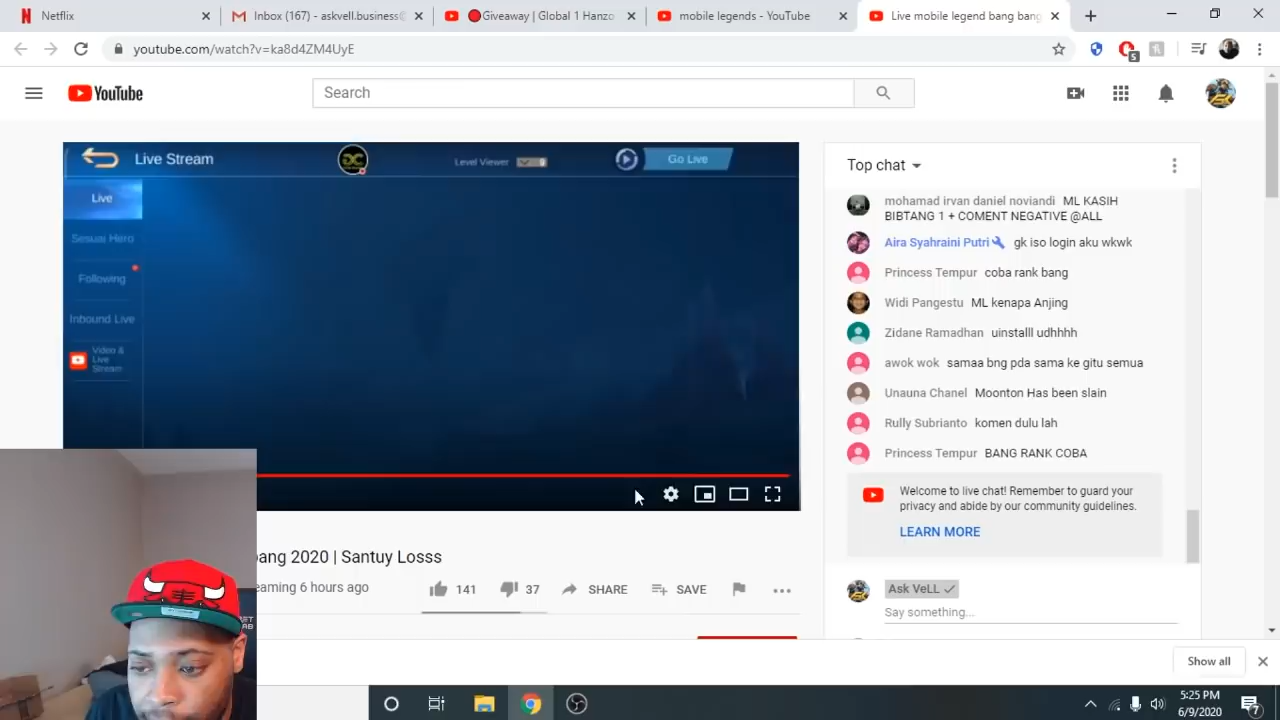 Netflix
Inbox (167) - askvell.business@
🔴Giveaway | Global 1 Hanzo
mobile legends - YouTube
Live mobile legend bang bang
youtube.com/watch?v=ka8d4ZM4UyE
5
YouTube
Search
Live Stream
Level Viewer
Go Live
Live
Sesuai Hero
Following
Inbound Live
Video &
Live
Stream
bang 2020 | Santuy Losss
eaming 6 hours ago
141
37
SHARE
SAVE
Top chat
mohamad irvan daniel noviandi ML KASIH
BIBTANG 1 + COMENT NEGATIVE @ALL
Aira Syahraini Putri gk iso login aku wkwk
Princess Tempur coba rank bang
Widi Pangestu ML kenapa Anjing
Zidane Ramadhan uinstalll udhhhh
awok wok samaa bng pda sama ke gitu semua
Unauna Chanel Moonton Has been slain
Rully Subrianto komen dulu lah
Princess Tempur BANG RANK COBA
Welcome to live chat! Remember to guard your
privacy and abide by our community guidelines.
LEARN MORE
Ask VeLL
Say something...
Show all
5:25 PM
6/9/2020
7